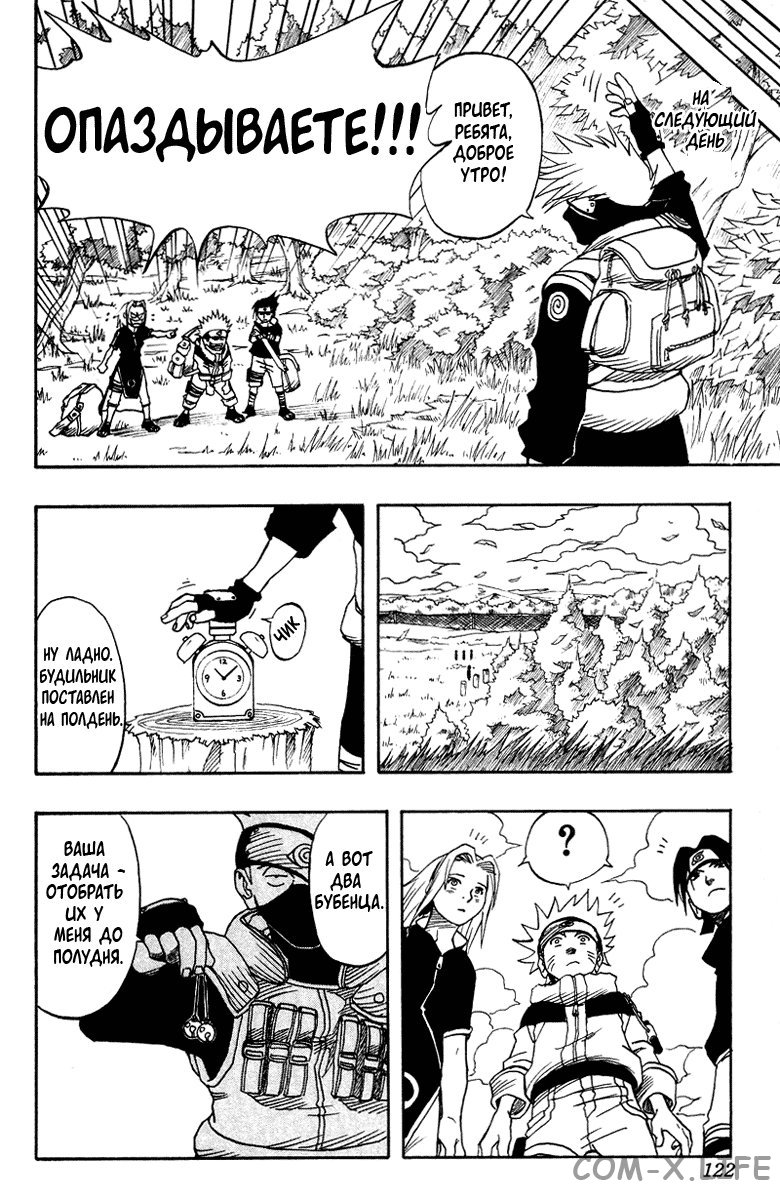 НА
СЛЕДУЮЩИЙ
ДЕНЬ
ПРИВЕТ,
РЕБЯТА,
ДОБРОЕ
УТРО!
ОПАЗДЫВАЕТЕ!!!
ЧИК
НУ ЛАДНО.
БУДИЛЬНИК
ПОСТАВЛЕН
НА ПОЛДЕНЬ.
?
А ВОТ
ДВА
БУБЕНЦА.
ВАША
ЗАДАЧА -
ОТОБРАТЬ
ИХ У
МЕНЯ ДО
ПОЛУДНЯ.
122
COM-X.LIFE